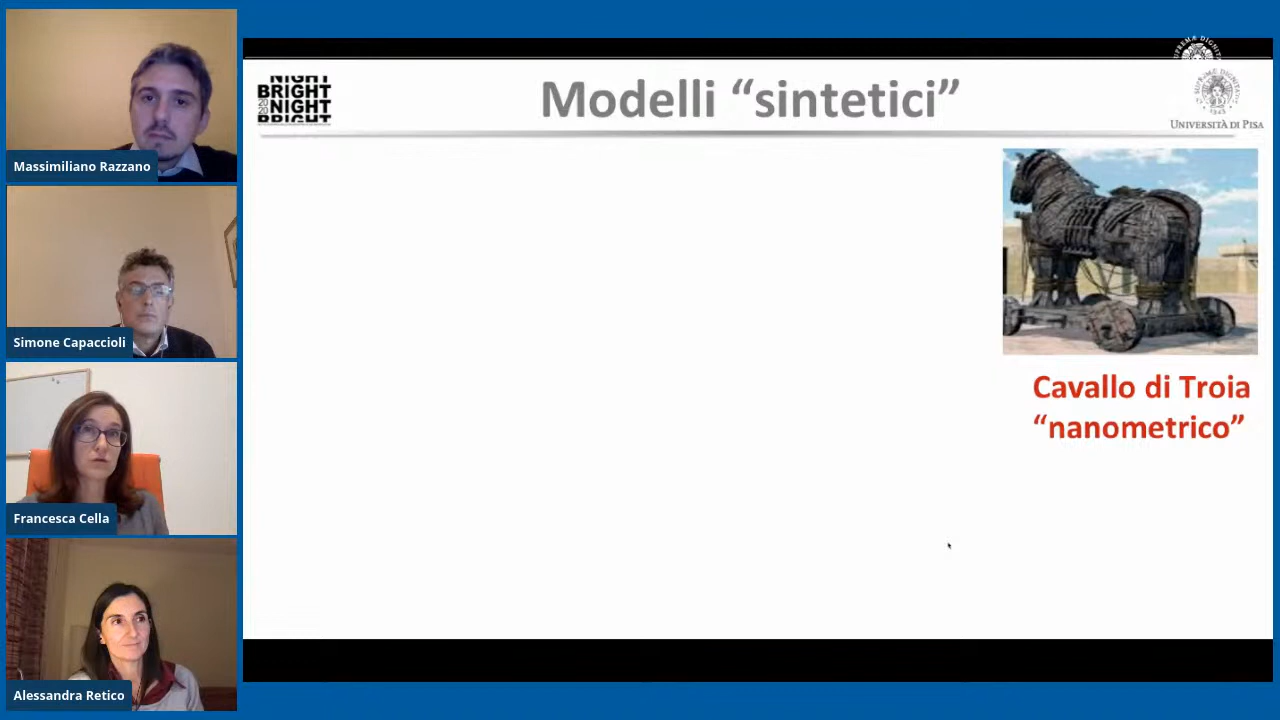 Massimiliano Razzano
Simone Capaccioli
Francesca Cella
Alessandra Retico
NIGHT
BRIGHT
NIGHT
BRIGHT
Modelli “sintetici”
UNIVERSITÀ DI PISA
Cavallo di Troia
“nanometrico”